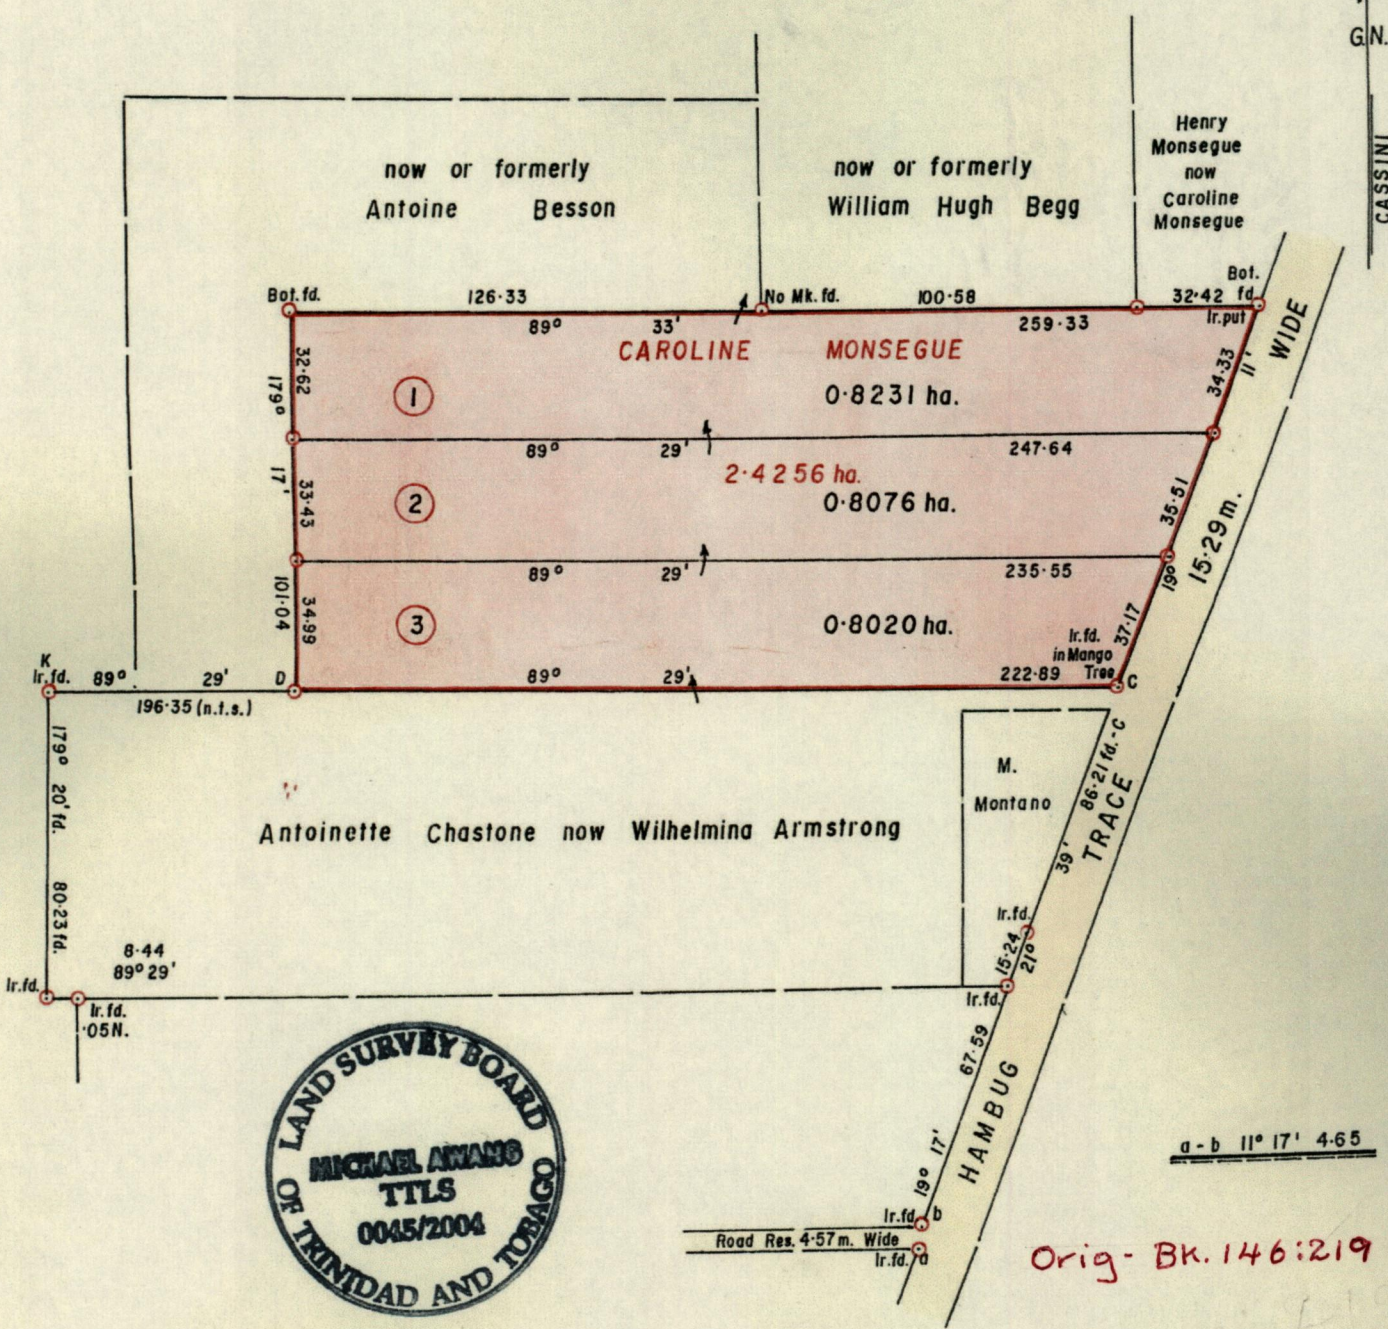 G.N.
CASSINI
Henry
Monsegue
now
Caroline
Monsegue
now or formerly
Antoine Besson
now or formerly
William Hugh Begg
Bot. fd.
126·33
No Mk. fd.
100·58
32·42
Bot.
fd
Ir.put
89° 33' 259·33
CAROLINE MONSEGUE
1
0·8231 ha.
32·62
179°
34·33
11'
WIDE
89° 29' 247·64
2·4256 ha.
2
0·8076 ha.
17'
33·43
35·51
15·29m.
89° 29' 235·55
19°
3
0·8020 ha.
101·04
34·99
37·17
Ir.fd.
in Mango
Tree
89° 29' 222·89
C
K
Ir.fd.
89° 29' D
196·35 (n.t.s.)
179° 20' fd. 80·23 fd.
M.
Montano
86·21 fd.-C
39'
TRACE
Antoinette Chastone now Wilhelmina Armstrong
Ir.fd.
15·24
21°
Ir.fd.
8·44
89° 29'
Ir.fd.
Ir.fd.
·05N.
67·59
19° 17'
HAMBUG
LAND SURVEY BOARD
MICHAEL AWANG
TTLS
0045/2004
OF TRINIDAD AND TOBAGO
a - b 11° 17' 4·65
Ir.fd. b
Road Res. 4·57m. Wide
Ir.fd. a
Orig - BK. 146:219